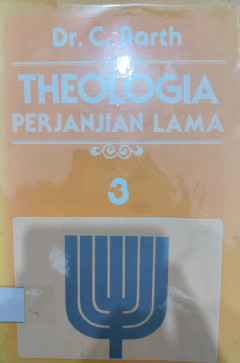 Dr. C. Barth
THEOLOGIA
PERJANJIAN LAMA
3